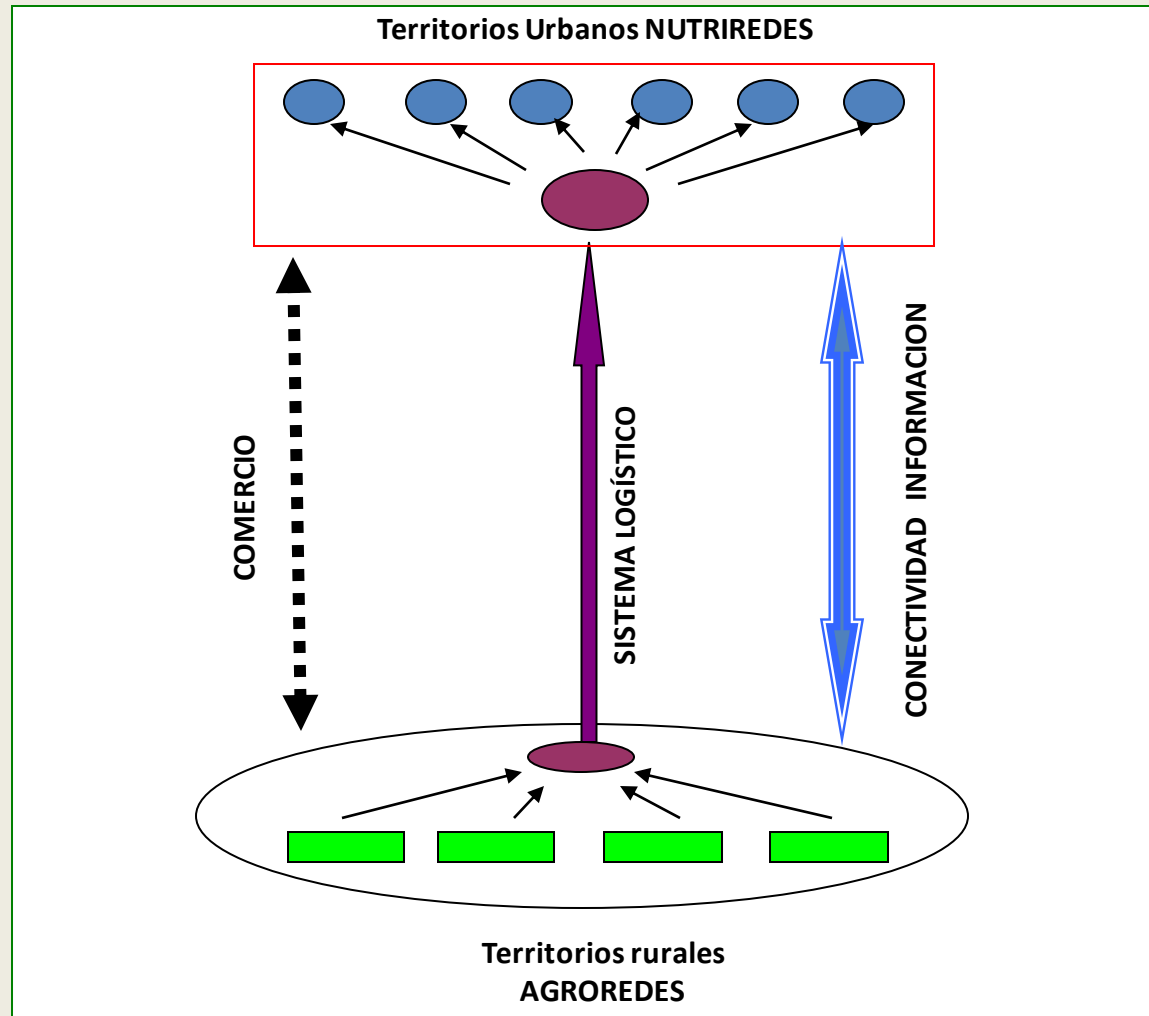 Territorios Urbanos NUTRIREDES
COMERCIO
SISTEMA LOGÍSTICO
CONECTIVIDAD INFORMACION
Territorios rurales
AGROREDES